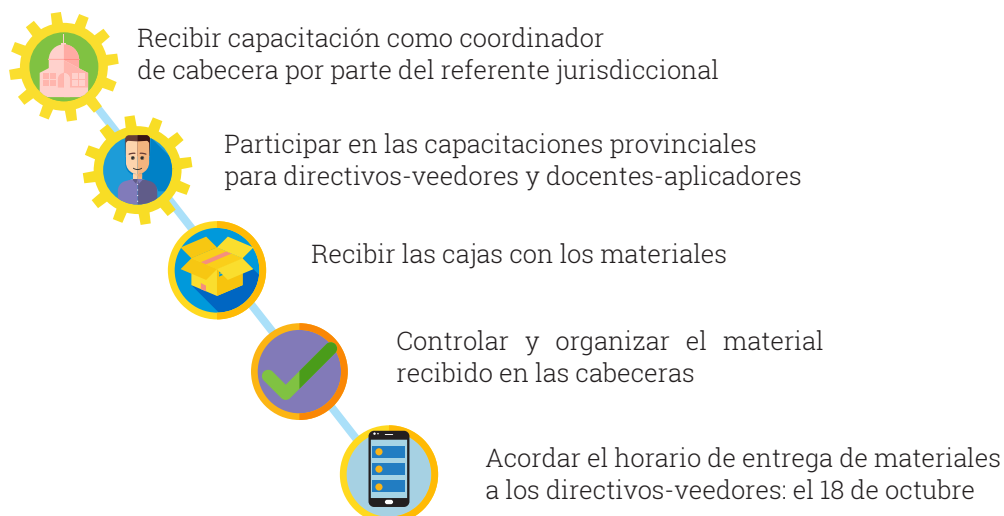 Recibir capacitación como coordinador
de cabecera por parte del referente jurisdiccional
Participar en las capacitaciones provinciales
para directivos-veedores y docentes-aplicadores
Recibir las cajas con los materiales
Controlar y organizar el material
recibido en las cabeceras
Acordar el horario de entrega de materiales
a los directivos-veedores: el 18 de octubre